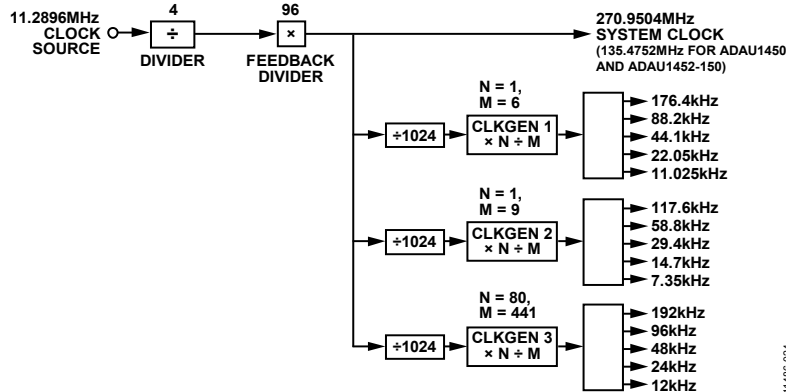 11.2896MHz
CLOCK
SOURCE
4
÷
DIVIDER
96
×
FEEDBACK
DIVIDER
270.9504MHz
SYSTEM CLOCK
(135.4752MHz FOR ADAU1450
AND ADAU1452-150)
N = 1,
M = 6
÷1024
CLKGEN 1
× N ÷ M
176.4kHz
88.2kHz
44.1kHz
22.05kHz
11.025kHz
N = 1,
M = 9
÷1024
CLKGEN 2
× N ÷ M
117.6kHz
58.8kHz
29.4kHz
14.7kHz
7.35kHz
N = 80,
M = 441
÷1024
CLKGEN 3
× N ÷ M
192kHz
96kHz
48kHz
24kHz
12kHz